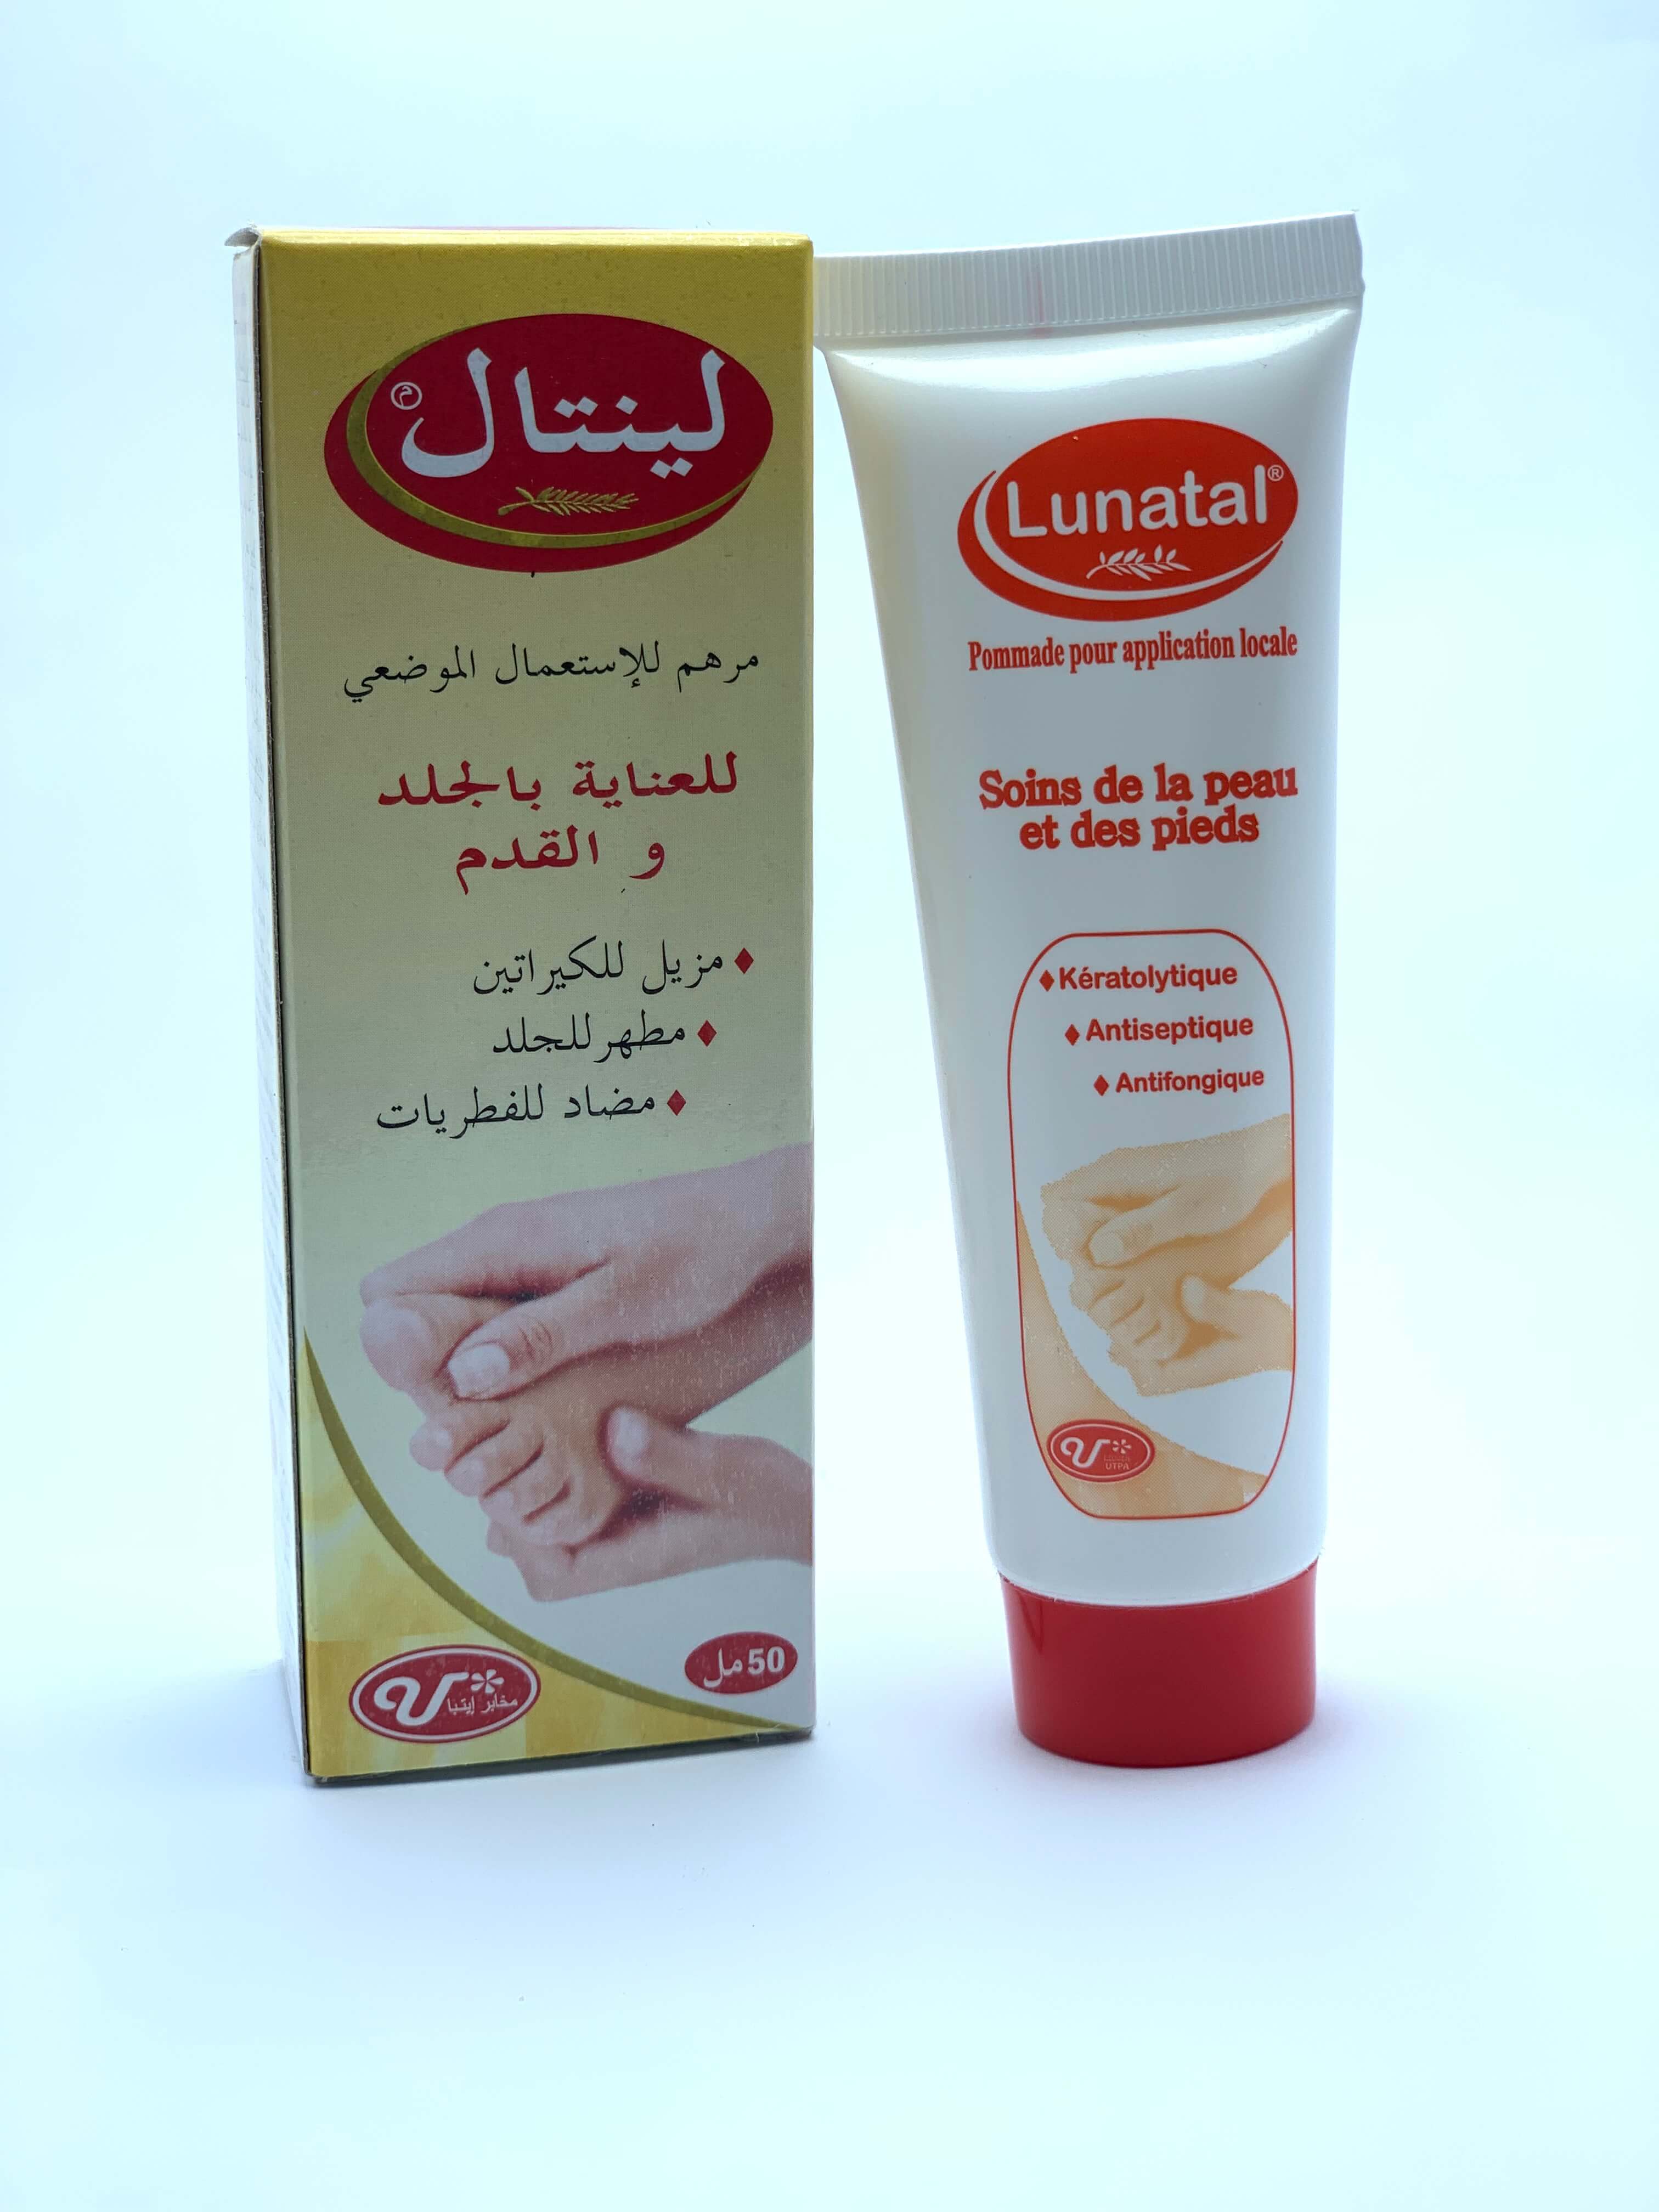 لينتال
م
مرهم للإستعمال الموضعي
للعناية بالجلد
و القدم
♦ مزيل للكيراتين
♦ مطهر للجلد
♦ مضاد للفطريات
50 مل
مخابر إيتبا
Lunatal®
Pommade pour application locale
Soins de la peau
et des pieds
♦ Kératolytique
♦ Antiseptique
♦ Antifongique
UTPA